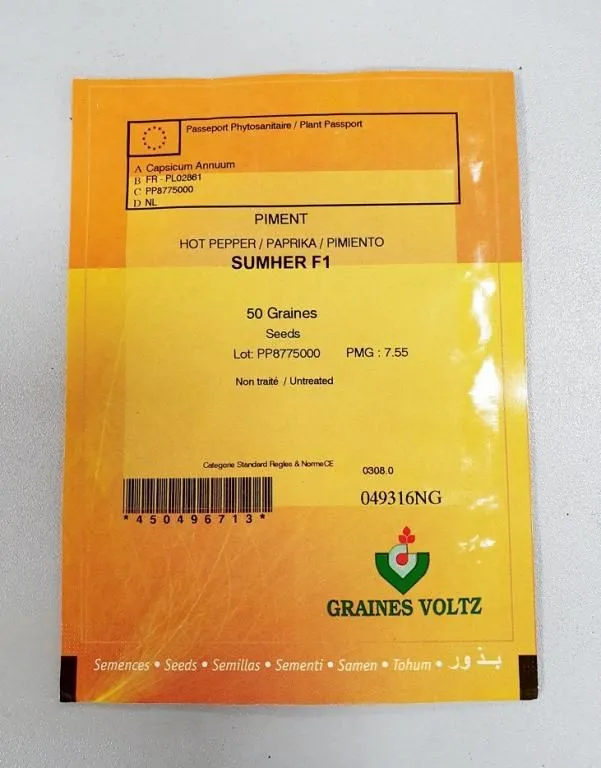 Passeport Phytosanitaire / Plant Passport
A Capsicum Annuum
B FR - PL02861
C PP8775000
D NL
PIMENT
HOT PEPPER / PAPRIKA / PIMIENTO
SUMHER F1
50 Graines
Seeds
Lot: PP8775000 PMG : 7.55
Non traité / Untreated
Categorie Standard Regles & NormeCE
0308.0
049316NG
*450496713*
GRAINES VOLTZ
Semences • Seeds • Semillas • Sementi • Samen • Tohum • بذور